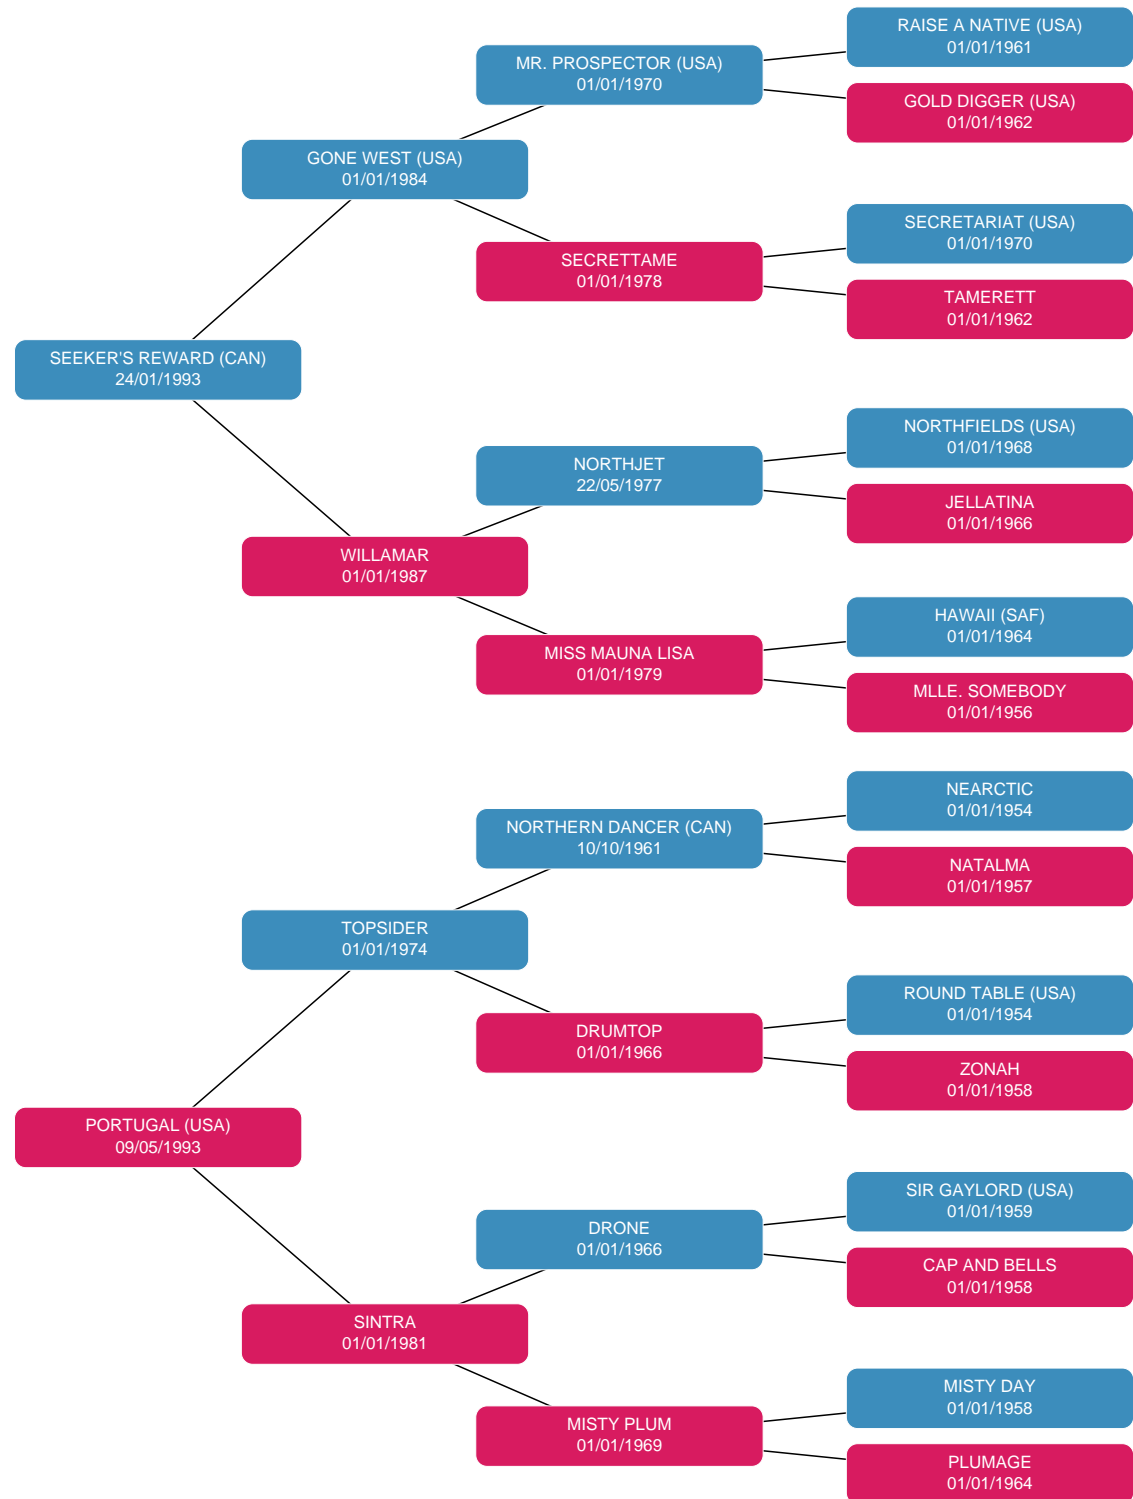 RAISE A NATIVE (USA)
01/01/1961
MR. PROSPECTOR (USA)
01/01/1970
GOLD DIGGER (USA)
01/01/1962
GONE WEST (USA)
01/01/1984
SECRETARIAT (USA)
01/01/1970
SECRETTAME
01/01/1978
TAMERETT
01/01/1962
SEEKER'S REWARD (CAN)
24/01/1993
NORTHFIELDS (USA)
01/01/1968
NORTHJET
22/05/1977
JELLATINA
01/01/1966
WILLAMAR
01/01/1987
HAWAII (SAF)
01/01/1964
MISS MAUNA LISA
01/01/1979
MLLE. SOMEBODY
01/01/1956
NEARCTIC
01/01/1954
NORTHERN DANCER (CAN)
10/10/1961
NATALMA
01/01/1957
TOPSIDER
01/01/1974
ROUND TABLE (USA)
01/01/1954
DRUMTOP
01/01/1966
ZONAH
01/01/1958
PORTUGAL (USA)
09/05/1993
SIR GAYLORD (USA)
01/01/1959
DRONE
01/01/1966
CAP AND BELLS
01/01/1958
SINTRA
01/01/1981
MISTY DAY
01/01/1958
MISTY PLUM
01/01/1969
PLUMAGE
01/01/1964